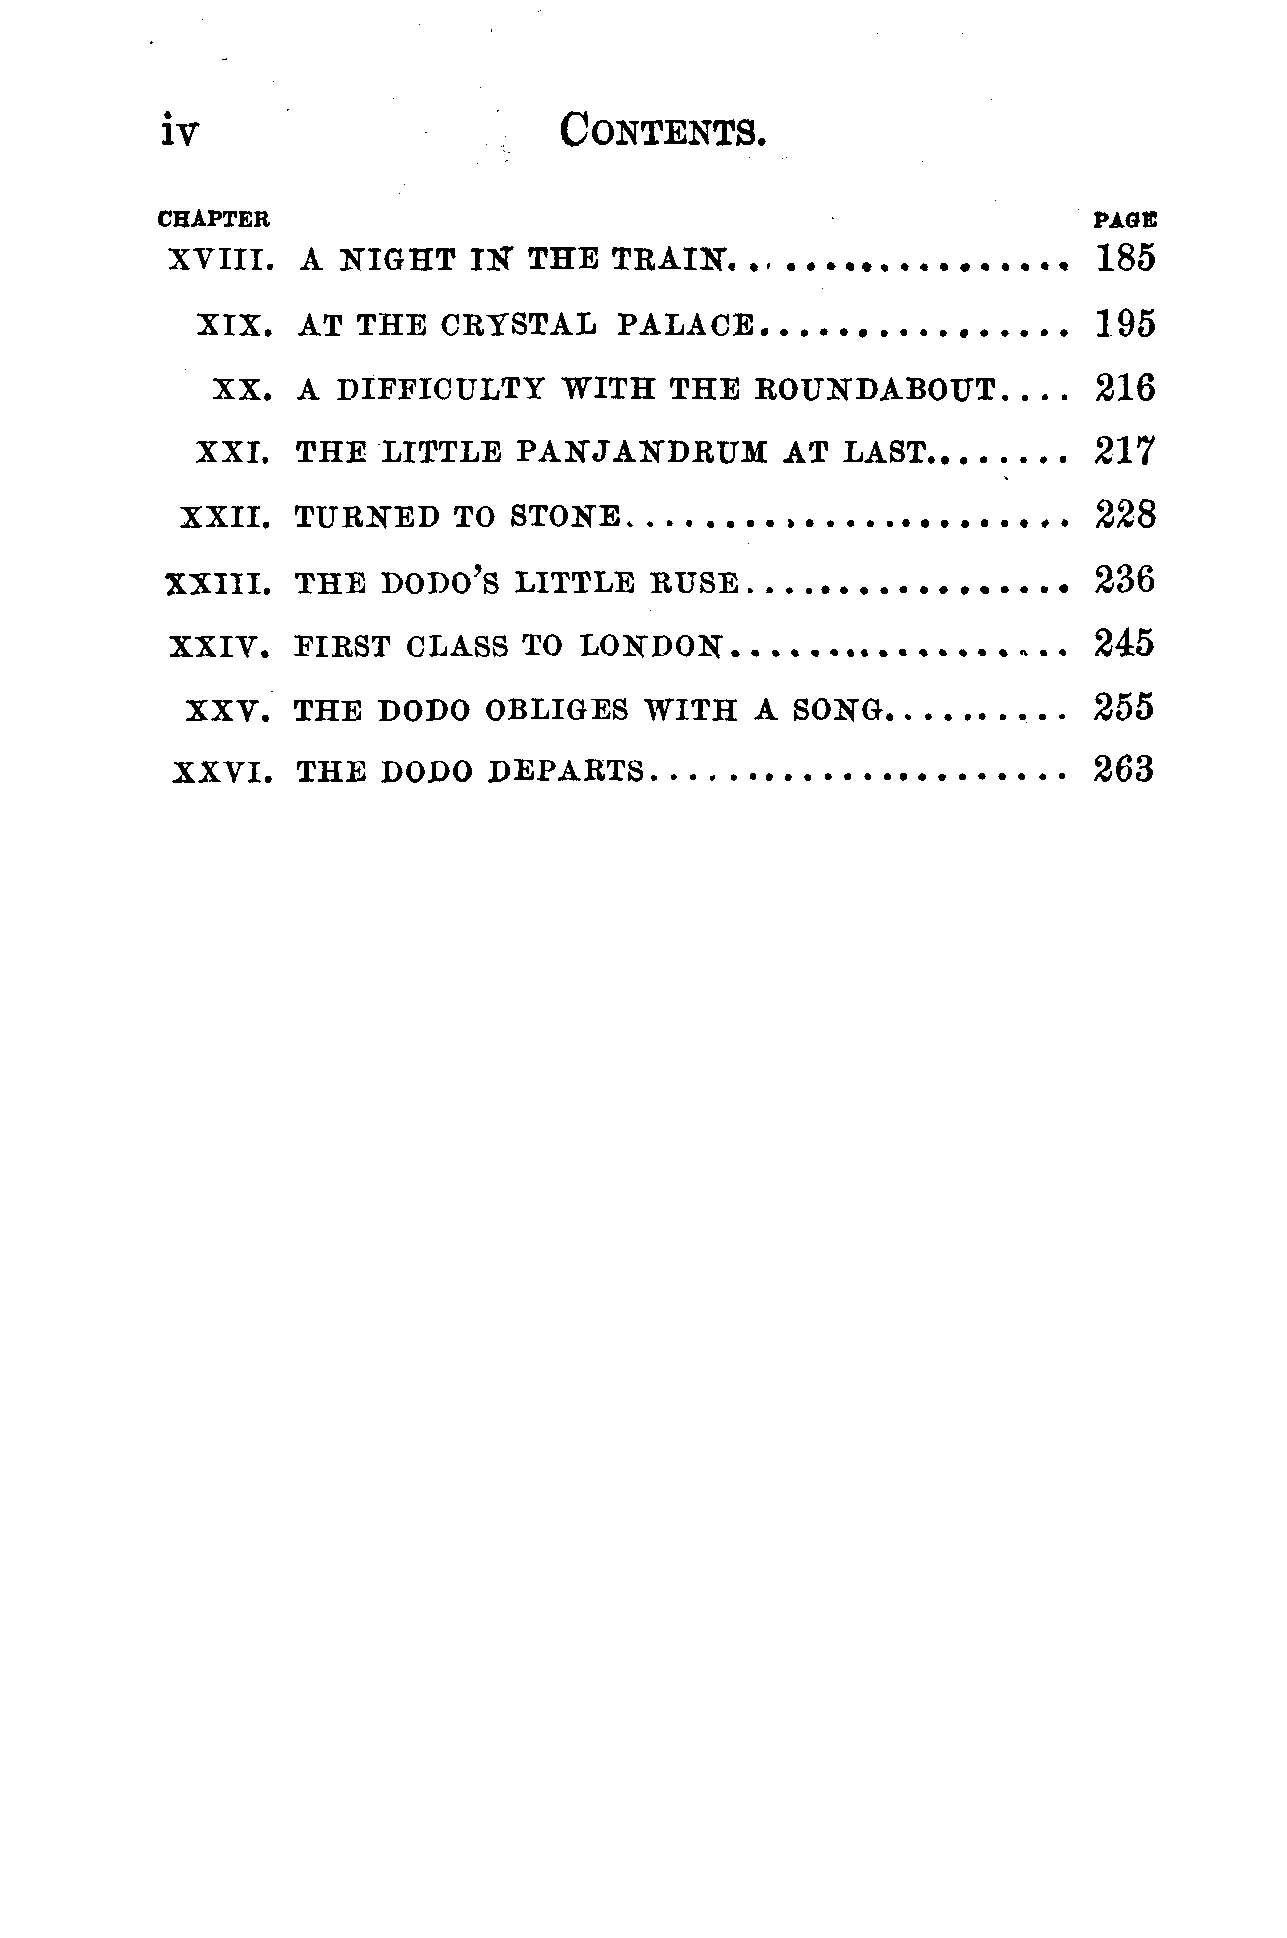 iv CONTENTS.
CHAPTER PAGE
XVIII. A NIGHT IN THE TRAIN................. 185
XIX. AT THE CRYSTAL PALACE................ 195
XX. A DIFFICULTY WITH THE ROUNDABOUT.... 216
XXI. THE LITTLE PANJANDRUM AT LAST........ 217
XXII. TURNED TO STONE....................... 228
XXIII. THE DODO'S LITTLE RUSE................. 236
XXIV. FIRST CLASS TO LONDON.................. 245
XXV. THE DODO OBLIGES WITH A SONG.......... 255
XXVI. THE DODO DEPARTS...................... 263